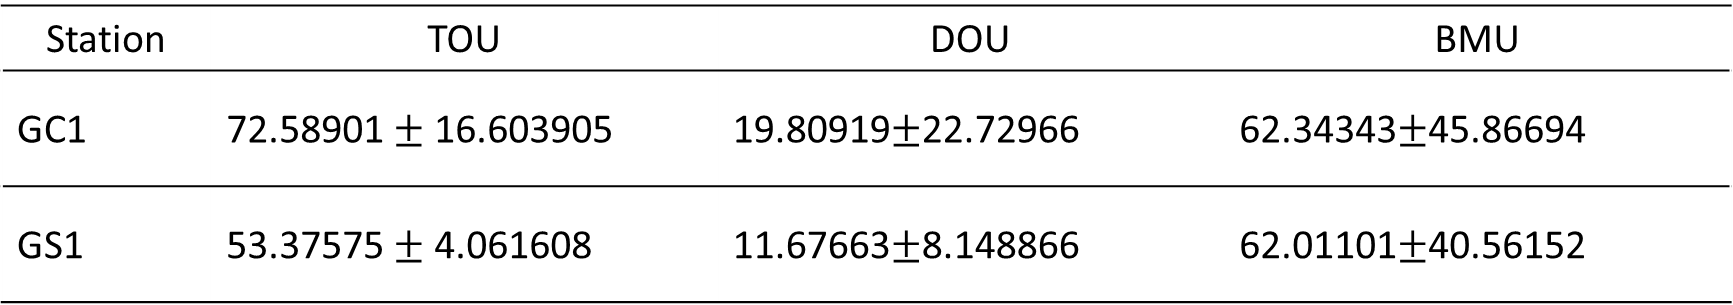 Station TOU DOU BMU
GC1 72.58901 ± 16.603905 19.80919±22.72966 62.34343±45.86694
GS1 53.37575 ± 4.061608 11.67663±8.148866 62.01101±40.56152